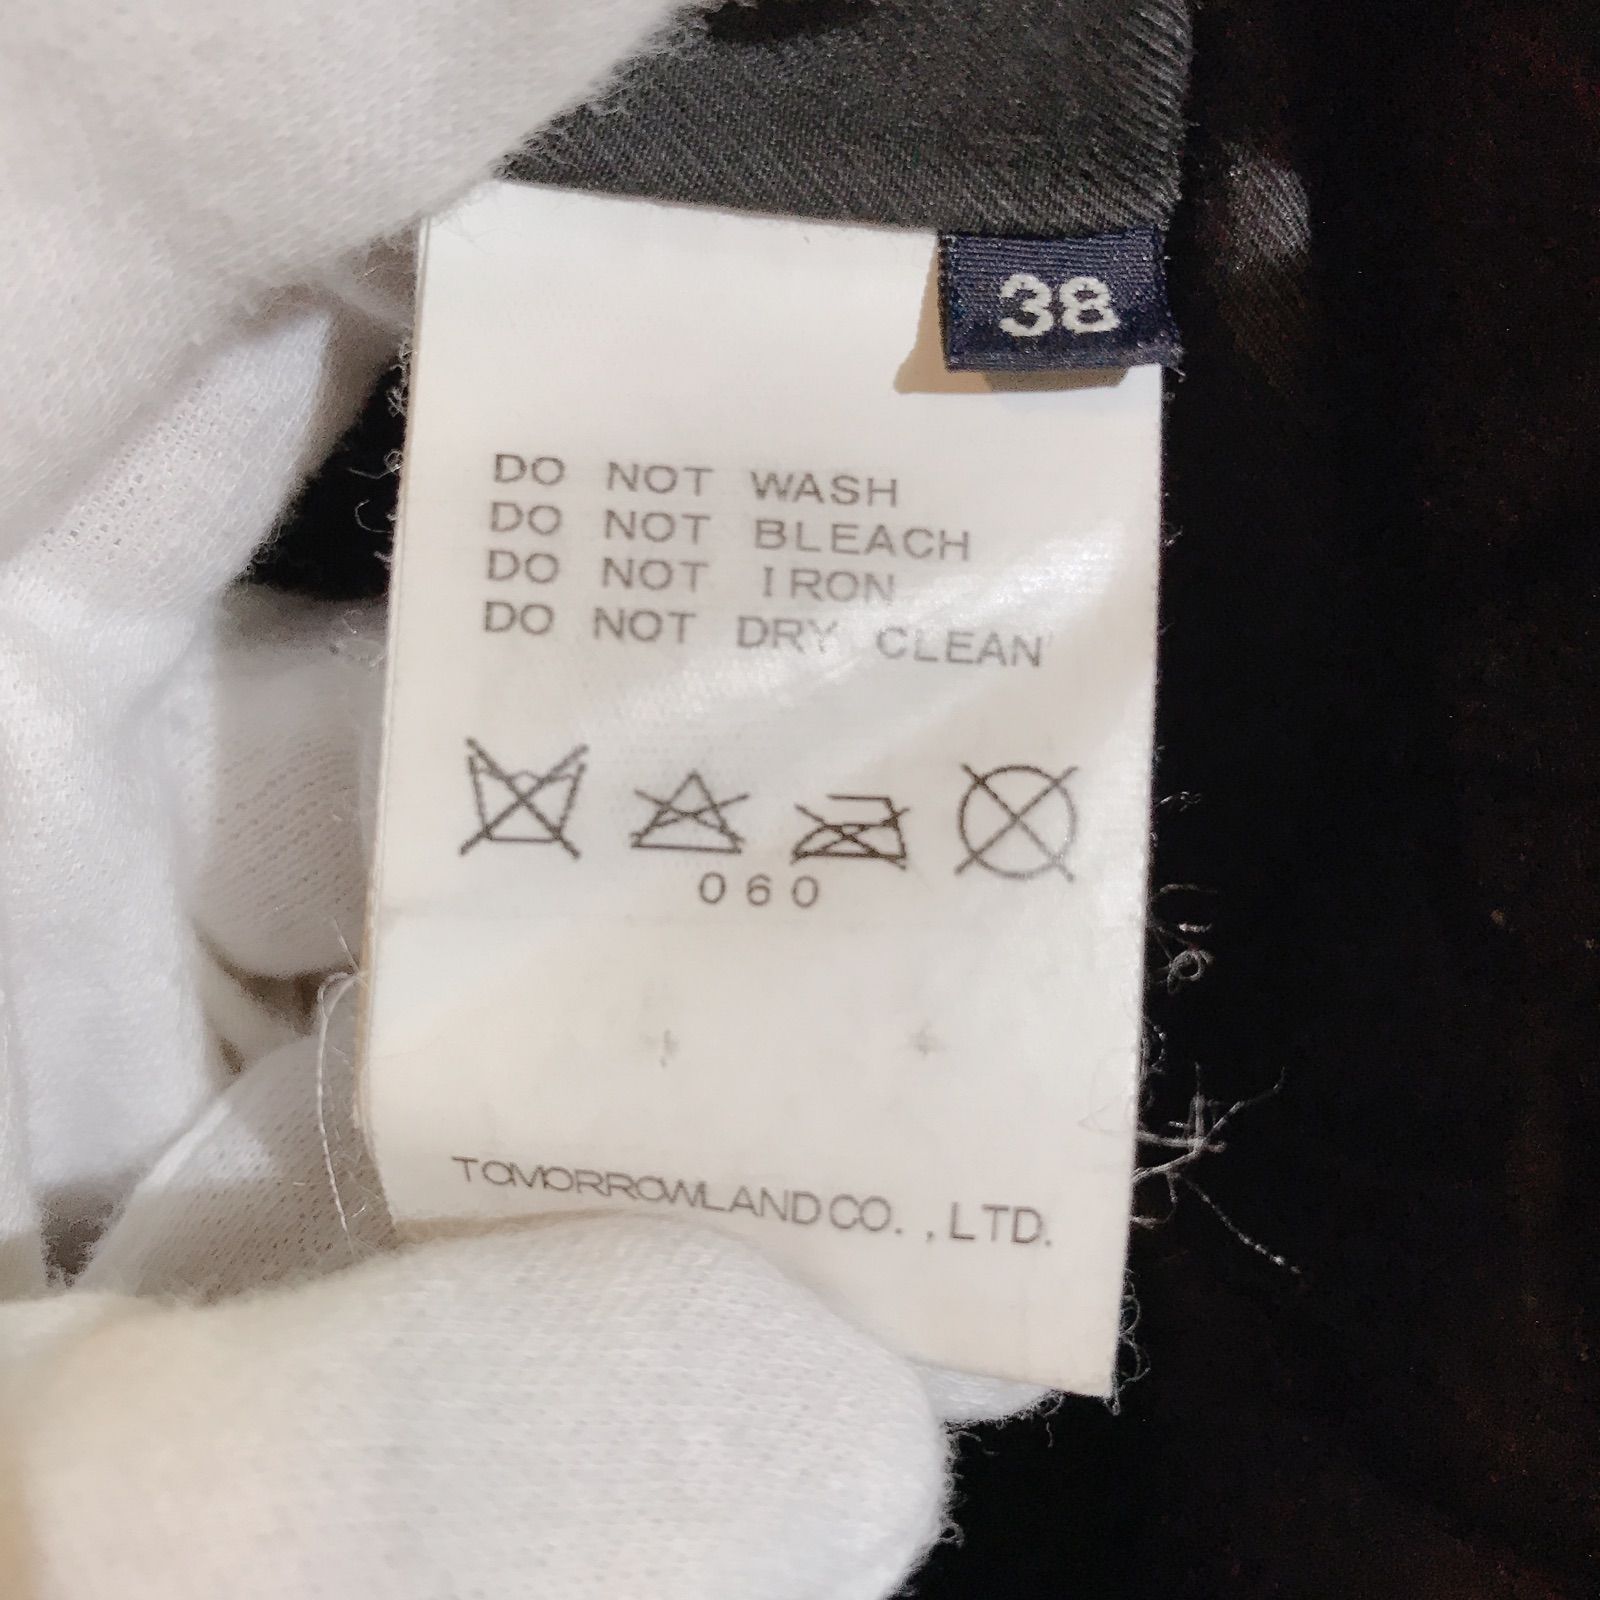 38
DO NOT WASH
DO NOT BLEACH
DO NOT IRON
DO NOT DRY CLEAN
060
TOMORROWLAND CO.,LTD.